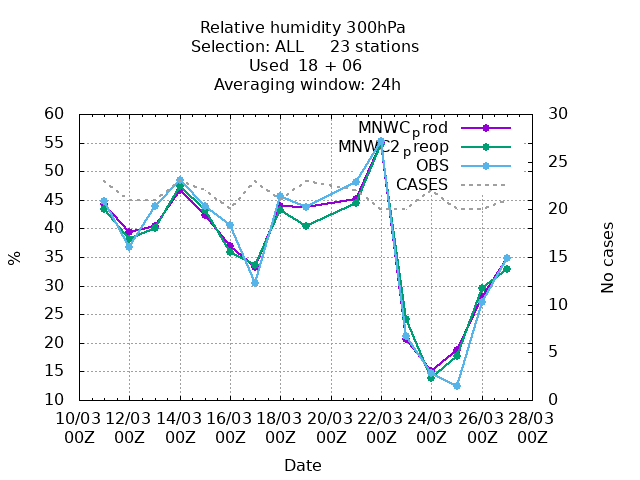 Relative humidity 300hPa
Selection: ALL 23 stations
Used 18 + 06
Averaging window: 24h
MNWC_prod
MNWC2_preop
OBS
CASES
60
55
50
45
40
35
30
25
20
15
10
%
30
25
20
15
10
5
0
No cases
10/03 12/03 14/03 16/03 18/03 20/03 22/03 24/03 26/03 28/03
00Z 00Z 00Z 00Z 00Z 00Z 00Z 00Z 00Z 00Z
Date